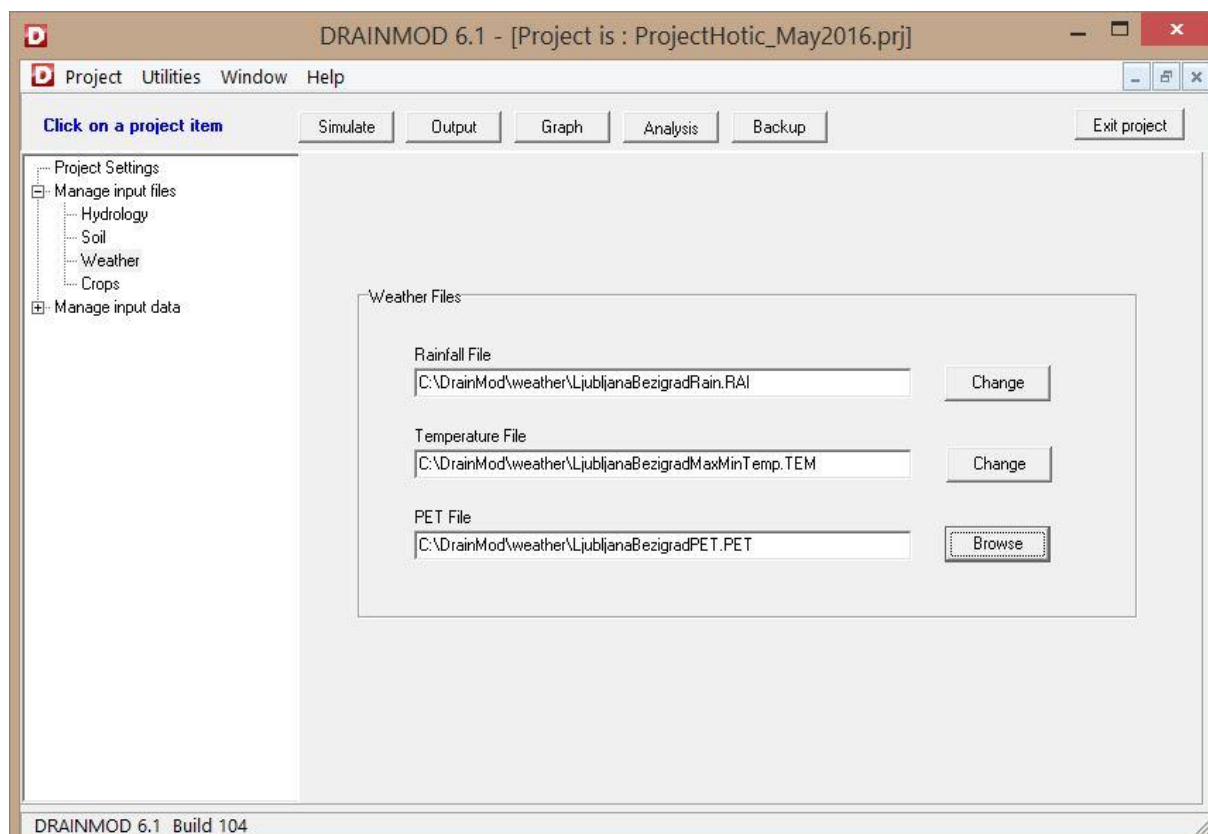 DRAINMOD 6.1 - [Project is : ProjectHotic_May2016.prj]
Project Utilities Window Help
Click on a project item Simulate Output Graph Analysis Backup Exit project
Project Settings
Manage input files
Hydrology
Soil
Weather
Crops
Manage input data
Weather Files
Rainfall File
C:\DrainMod\weather\LjubljanaBezigradRain.RAI Change
Temperature File
C:\DrainMod\weather\LjubljanaBezigradMaxMinTemp.TEM Change
PET File
C:\DrainMod\weather\LjubljanaBezigradPET.PET Browse
DRAINMOD 6.1 Build 104